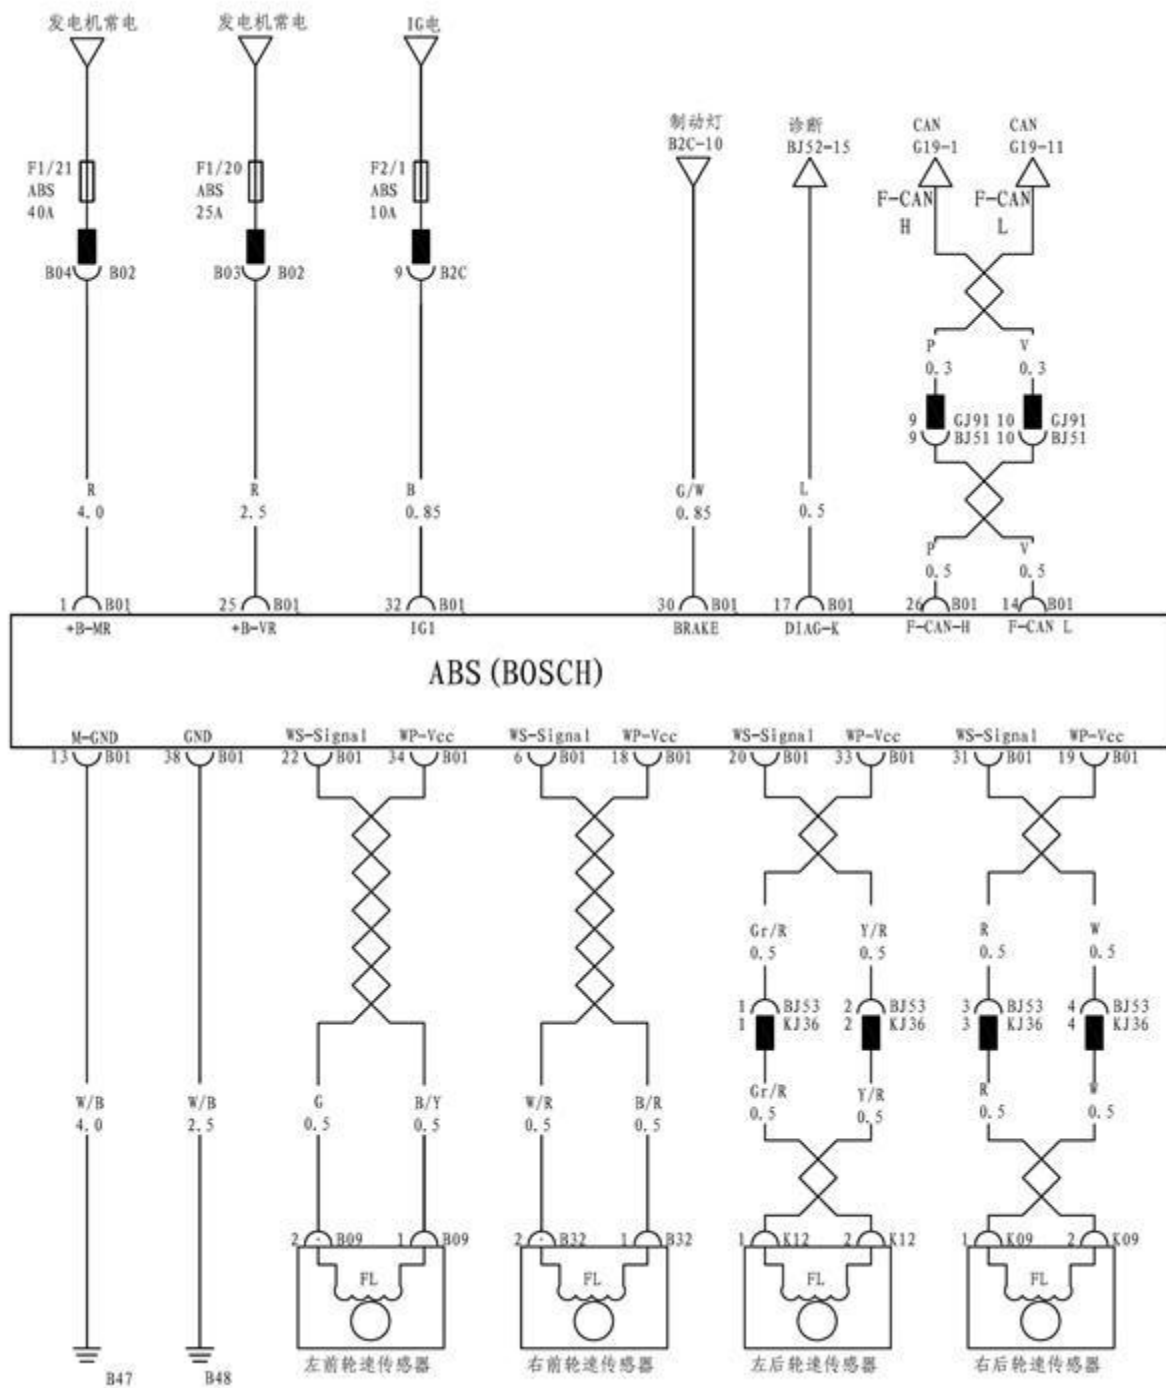 发电机常电 发电机常电 IG电
制动灯 诊断 CAN CAN
B2C-10 BJ52-15 G19-1 G19-11
F1/21 F1/20 F2/1
ABS ABS ABS
40A 25A 10A
F-CAN F-CAN
H L
B04 B02 B03 B02 9 B2C
P V
0.3 0.3
9 GJ91 10 GJ91
9 BJ51 10 BJ51
R R B G/W L
4.0 2.5 0.85 0.85 0.5
P V
0.5 0.5
1 B01 25 B01 32 B01 30 B01 17 B01 26 B01 14 B01
+B-MR +B-VR IG1 BRAKE DIAG-K F-CAN-H F-CAN L
ABS(BOSCH)
M-GND GND WS-Signal WP-Vcc WS-Signal WP-Vcc WS-Signal WP-Vcc WS-Signal WP-Vcc
13 B01 38 B01 22 B01 34 B01 6 B01 18 B01 20 B01 33 B01 31 B01 19 B01
Gr/R Y/R R W
0.5 0.5 0.5 0.5
1 BJ53 2 BJ53 3 BJ53 4 BJ53
1 KJ36 2 KJ36 3 KJ36 4 KJ36
Gr/R Y/R R W
0.5 0.5 0.5 0.5
W/B W/B G B/Y W/R B/R
4.0 2.5 0.5 0.5 0.5 0.5
2 B09 1 B09 2 B32 1 B32 1 K12 2 K12 1 K09 2 K09
FL FL FL FL
左前轮速传感器 右前轮速传感器 左后轮速传感器 右后轮速传感器
B47 B48